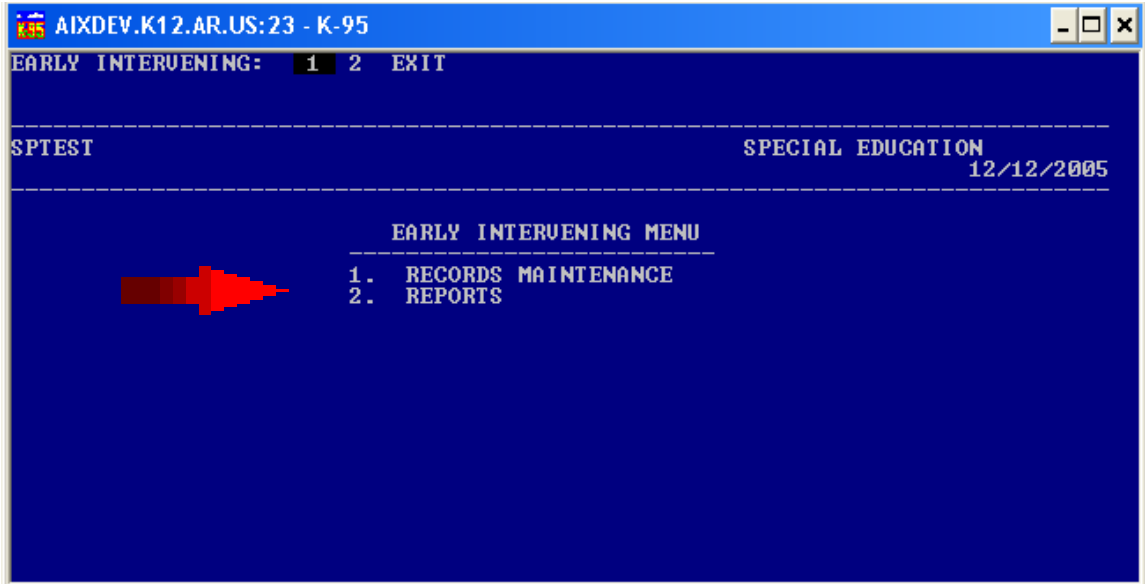 K-95 AIXDEV.K12.AR.US:23 - K-95
EARLY INTERVENING: 1 2 EXIT
SPTEST SPECIAL EDUCATION
12/12/2005
EARLY INTERVENING MENU
1. RECORDS MAINTENANCE
2. REPORTS